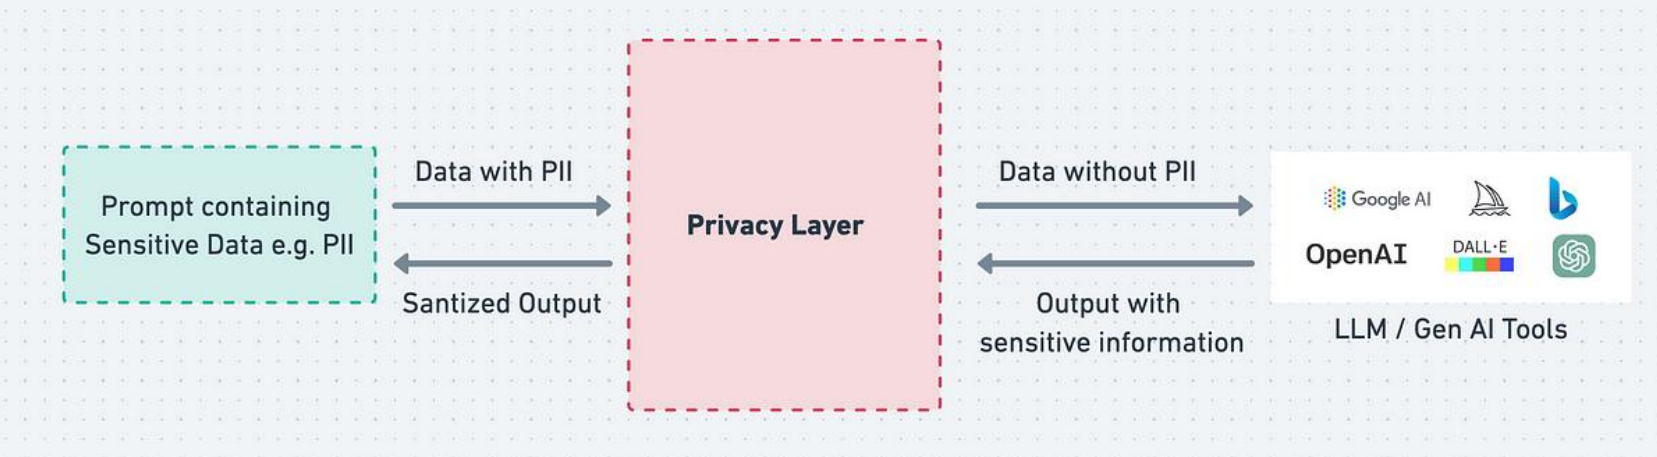 Prompt containing
Sensitive Data e.g. PII
Data with PII
Santized Output
Privacy Layer
Data without PII
Output with
sensitive information
Google AI
OpenAI
DALL·E
LLM / Gen AI Tools